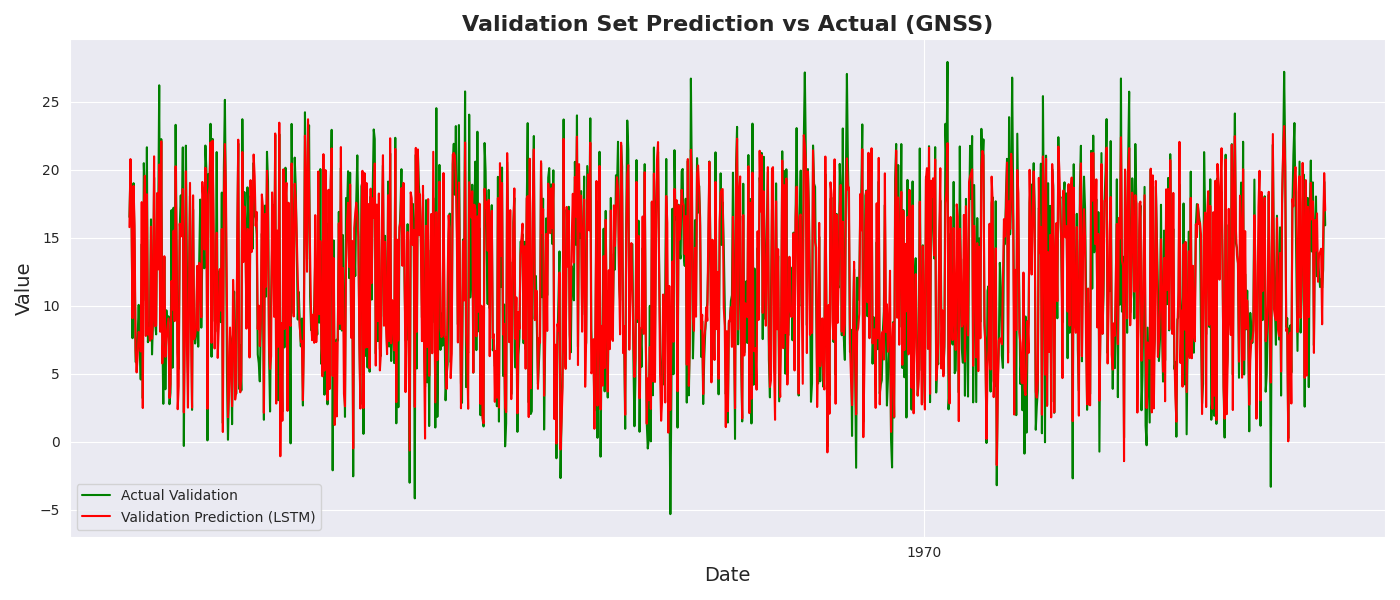 Validation Set Prediction vs Actual (GNSS)
Value
25
20
15
10
5
0
−5
Actual Validation
Validation Prediction (LSTM)
1970
Date